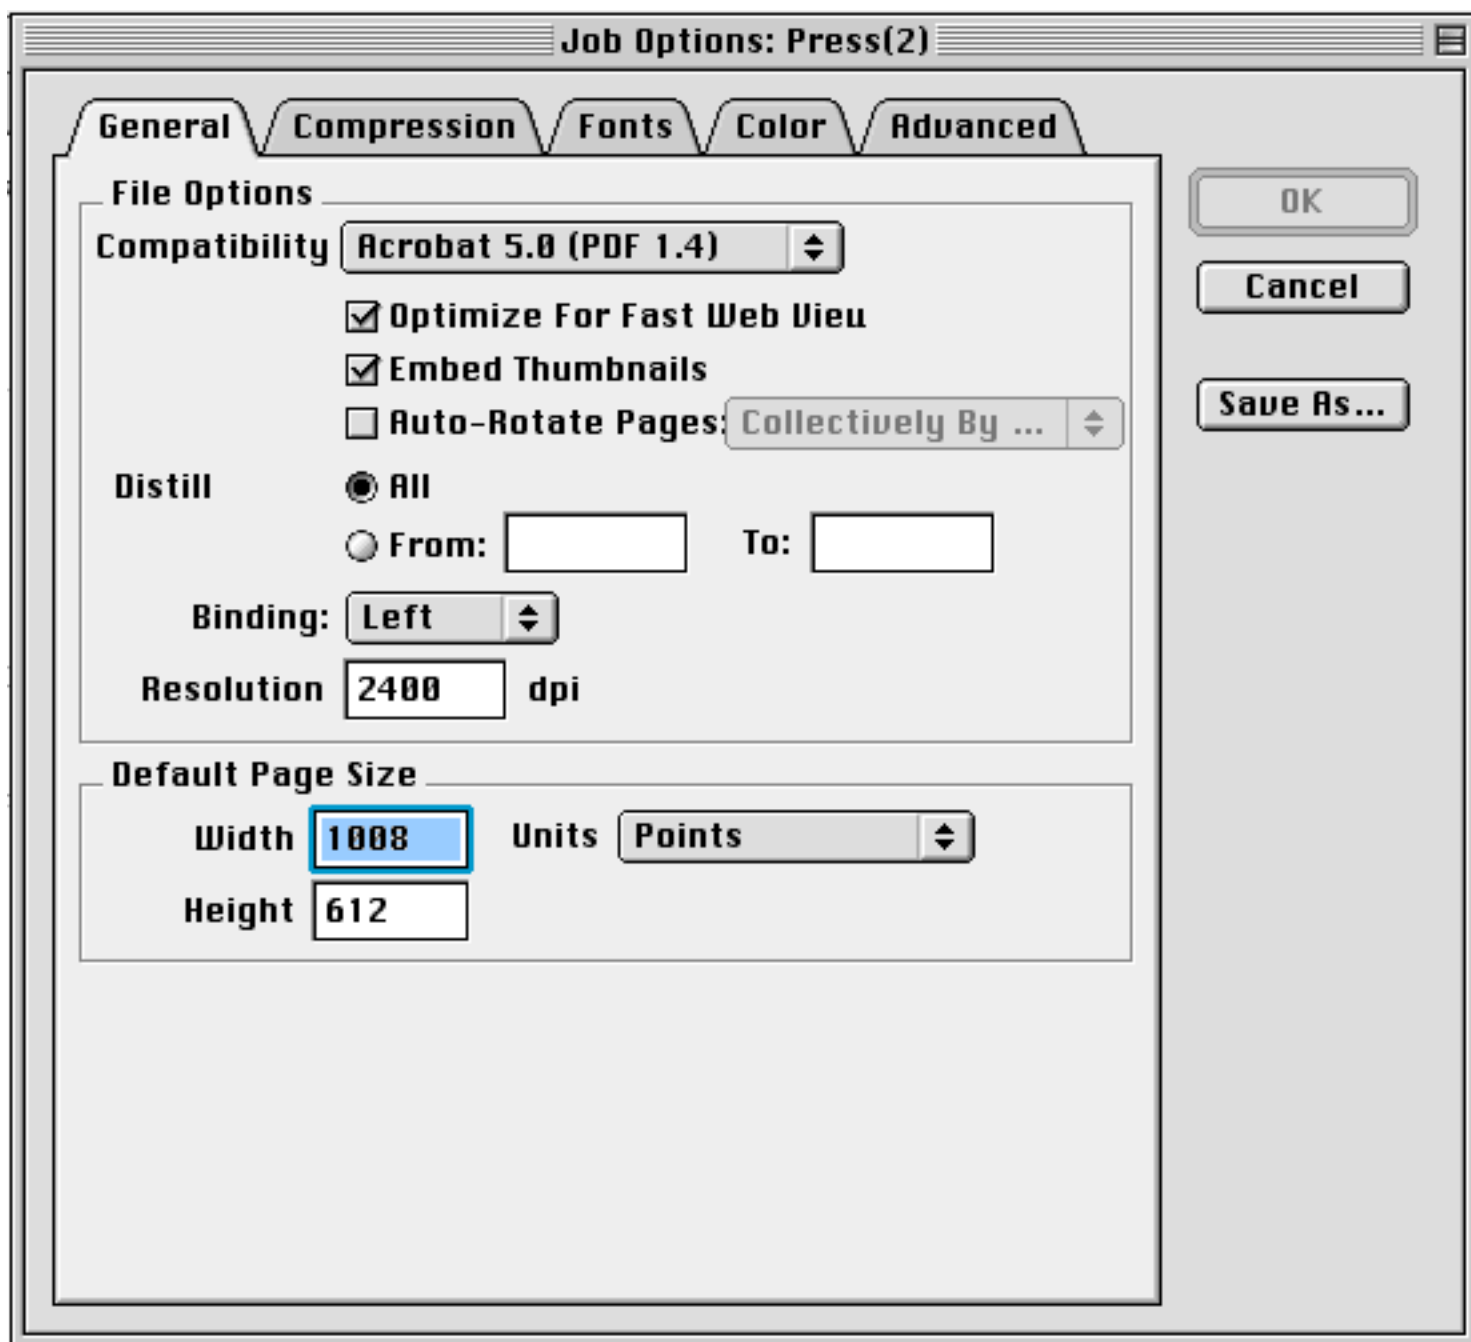 Job Options: Press(2)
General Compression Fonts Color Advanced
File Options
OK
Compatibility Acrobat 5.0 (PDF 1.4)
Cancel
Optimize For Fast Web View
Embed Thumbnails
Save As...
Auto-Rotate Pages: Collectively By ...
Distill All
From: To:
Binding: Left
Resolution 2400 dpi
Default Page Size
Width 1008 Units Points
Height 612